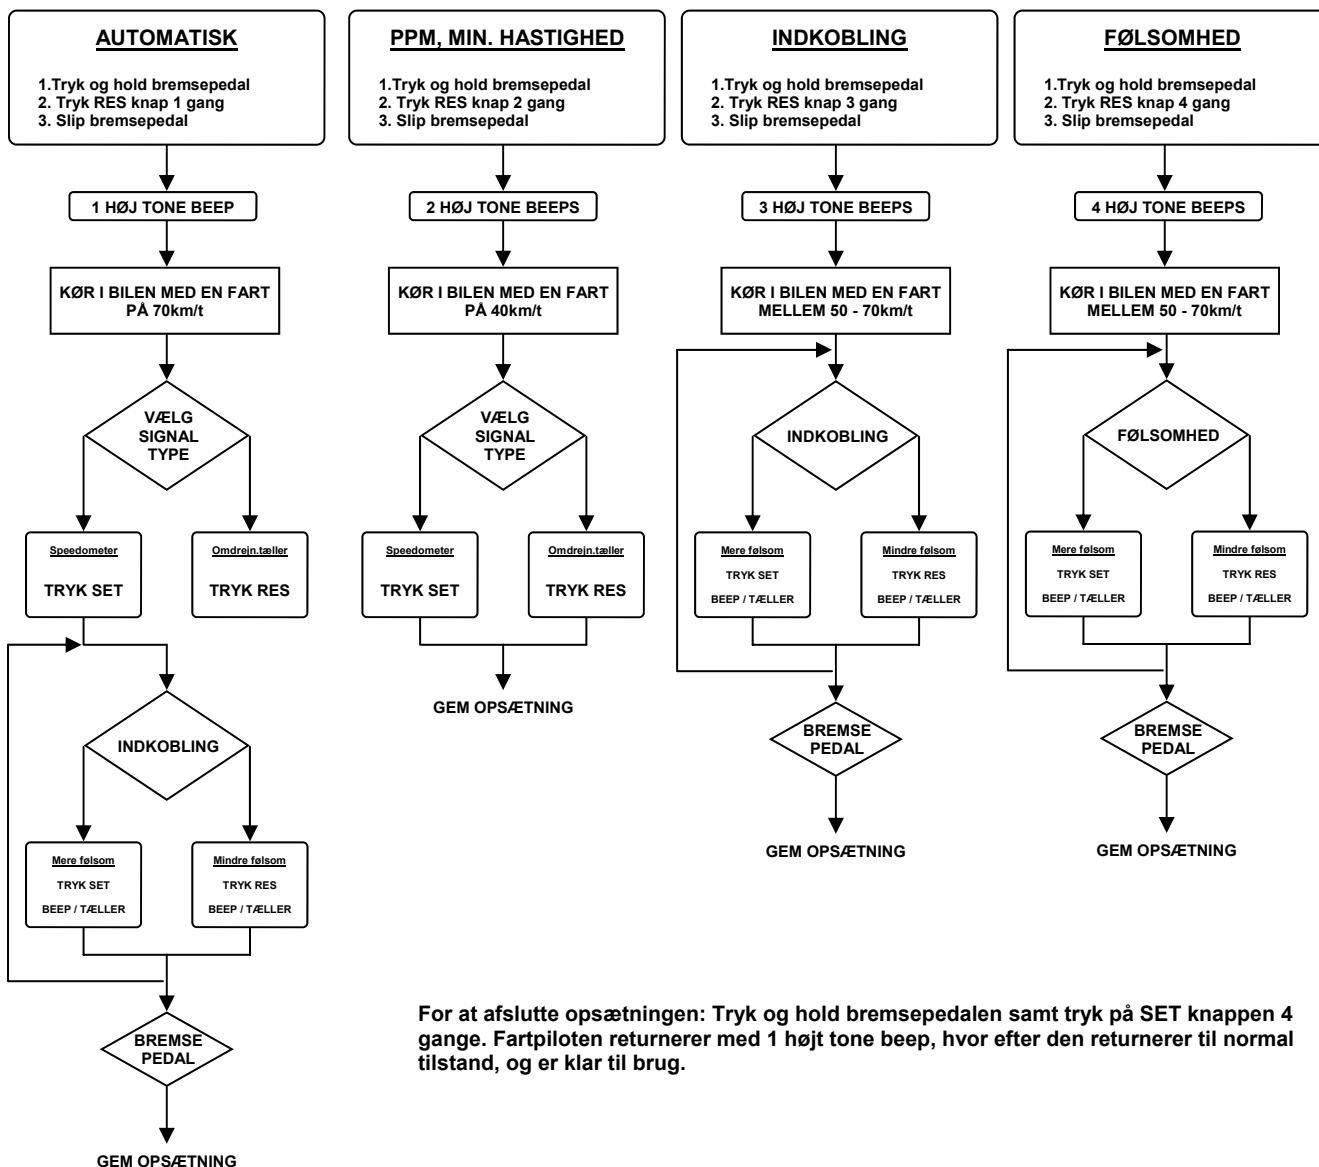 AUTOMATISK
1.Tryk og hold bremsepedal
2. Tryk RES knap 1 gang
3. Slip bremsepedal
1 HØJ TONE BEEP
KØR I BILEN MED EN FART
PÅ 70km/t
VÆLG
SIGNAL
TYPE
Speedometer
TRYK SET
Omdrejn.tæller
TRYK RES
INDKOBLING
Mere følsom
TRYK SET
BEEP / TÆLLER
Mindre følsom
TRYK RES
BEEP / TÆLLER
BREMSE
PEDAL
GEM OPSÆTNING
PPM, MIN. HASTIGHED
1.Tryk og hold bremsepedal
2. Tryk RES knap 2 gang
3. Slip bremsepedal
2 HØJ TONE BEEPS
KØR I BILEN MED EN FART
PÅ 40km/t
VÆLG
SIGNAL
TYPE
Speedometer
TRYK SET
Omdrejn.tæller
TRYK RES
GEM OPSÆTNING
INDKOBLING
1.Tryk og hold bremsepedal
2. Tryk RES knap 3 gang
3. Slip bremsepedal
3 HØJ TONE BEEPS
KØR I BILEN MED EN FART
MELLEM 50 - 70km/t
INDKOBLING
Mere følsom
TRYK SET
BEEP / TÆLLER
Mindre følsom
TRYK RES
BEEP / TÆLLER
BREMSE
PEDAL
GEM OPSÆTNING
FØLSOMHED
1.Tryk og hold bremsepedal
2. Tryk RES knap 4 gang
3. Slip bremsepedal
4 HØJ TONE BEEPS
KØR I BILEN MED EN FART
MELLEM 50 - 70km/t
FØLSOMHED
Mere følsom
TRYK SET
BEEP / TÆLLER
Mindre følsom
TRYK RES
BEEP / TÆLLER
BREMSE
PEDAL
GEM OPSÆTNING
For at afslutte opsætningen: Tryk og hold bremsepedalen samt tryk på SET knappen 4
gange. Fartpiloten returnerer med 1 højt tone beep, hvor efter den returnerer til normal
tilstand, og er klar til brug.